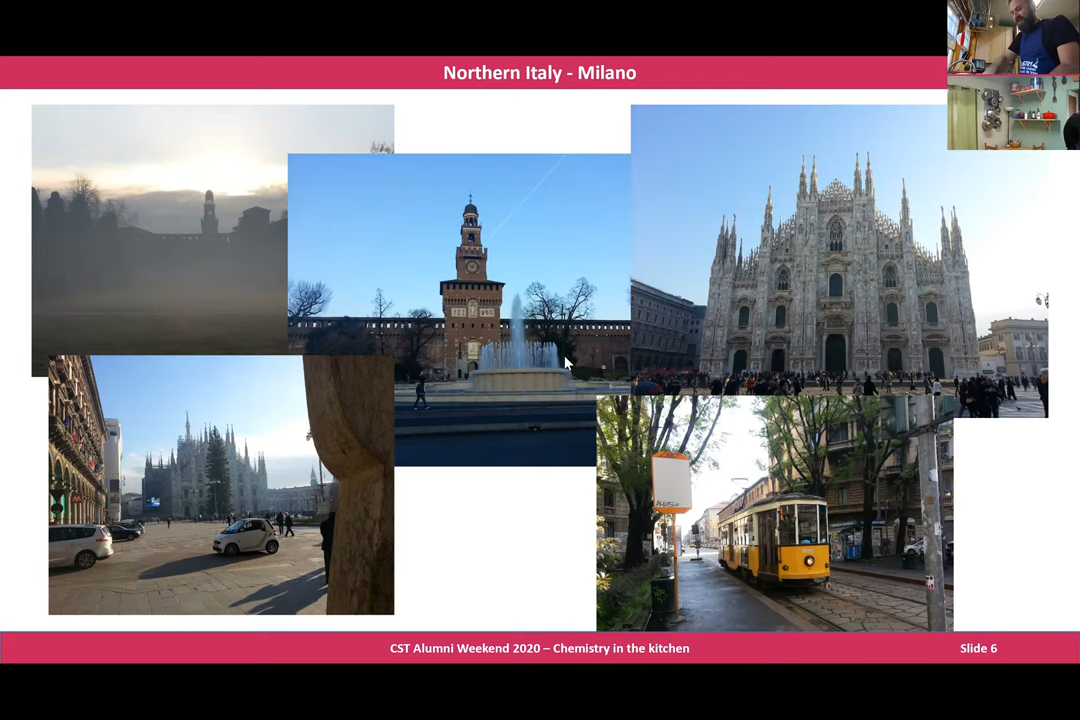 Northern Italy - Milano
CST Alumni Weekend 2020 – Chemistry in the kitchen
Slide 6